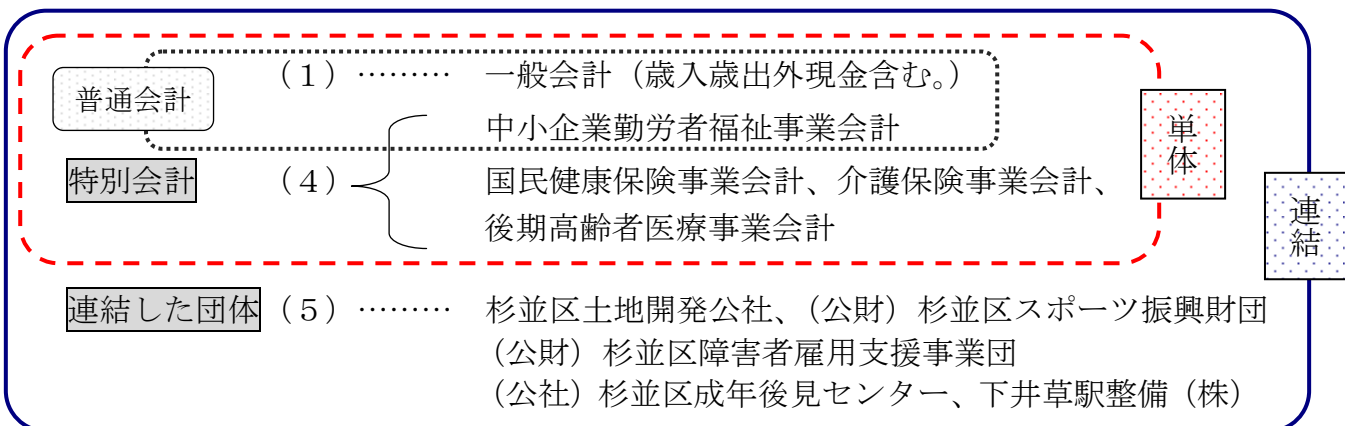 普通会計
(1)……… 一般会計(歳入歳出外現金含む。)
中小企業勤労者福祉事業会計
特別会計 (4) 国民健康保険事業会計、介護保険事業会計、
後期高齢者医療事業会計
単体
連結
連結した団体(5)……… 杉並区土地開発公社、(公財)杉並区スポーツ振興財団
(公財)杉並区障害者雇用支援事業団
(公社)杉並区成年後見センター、下井草駅整備(株)